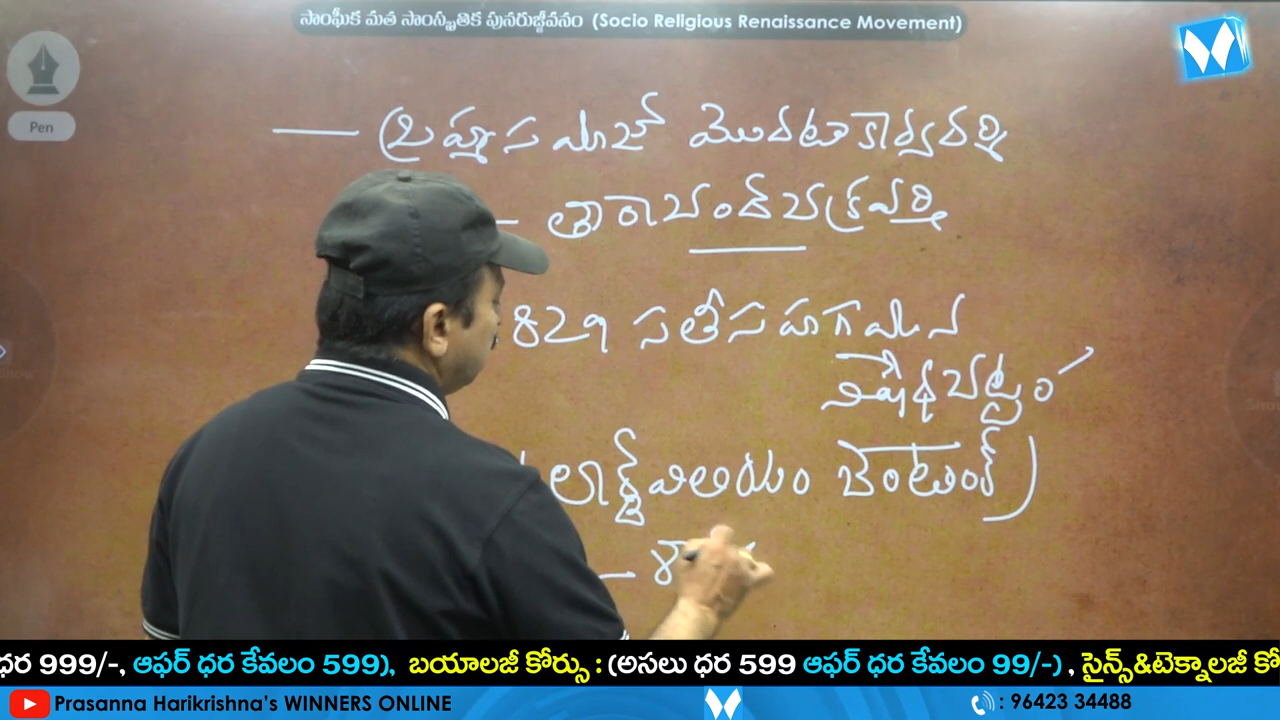 సాంఘీక మత సాంస్కృతిక పునరుజ్జీవనం (Socio Religious Renaissance Movement)
W
Pen
— బ్రహ్మసమాజ్ మొదటాకార్యదర్శి
– తారాచంద్ చక్రవర్తి
829 సతీసహగమన
నిషేధచట్టం
లార్డ్ విలియం బెంటింక్)
– రా
ధర 999/-, ఆఫర్ ధర కేవలం 599), బయాలజీ కోర్సు : (అసలు ధర 599 ఆఫర్ ధర కేవలం 99/-) , సైన్స్&టెక్నాలజీ కో
Prasanna Harikrishna's WINNERS ONLINE
W
: 96423 34488